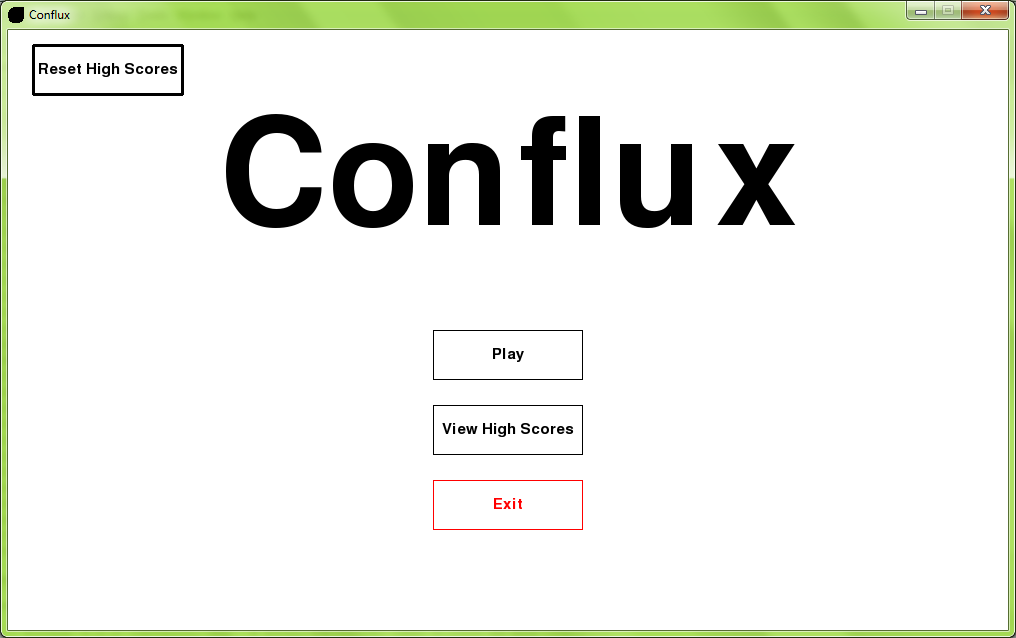 Conflux
Reset High Scores
Conflux
Play
View High Scores
Exit